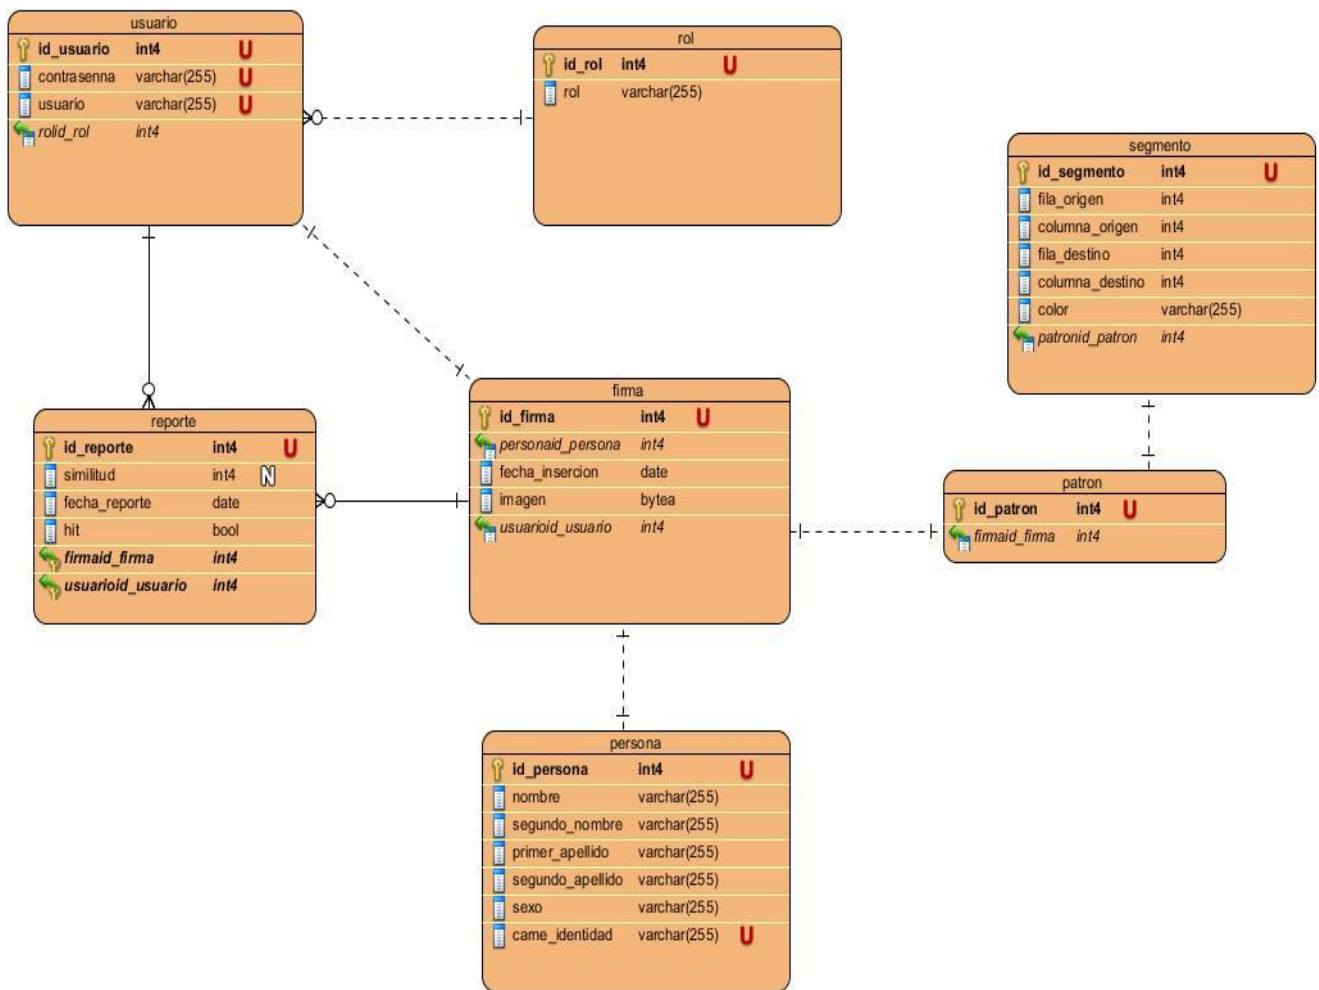 usuario
id_usuario int4 U
contrasenna varchar(255) U
usuario varchar(255) U
rolid_rol int4
rol
id_rol int4 U
rol varchar(255)
segmento
id_segmento int4 U
fila_origen int4
columna_origen int4
fila_destino int4
columna_destino int4
color varchar(255)
patronid_patron int4
reporte
id_reporte int4 U
similitud int4 N
fecha_reporte date
hit bool
firmaid_firma int4
usuarioid_usuario int4
firma
id_firma int4 U
personaid_persona int4
fecha_insercion date
imagen bytea
usuarioid_usuario int4
patron
id_patron int4 U
firmaid_firma int4
persona
id_persona int4 U
nombre varchar(255)
segundo_nombre varchar(255)
primer_apellido varchar(255)
segundo_apellido varchar(255)
sexo varchar(255)
carne_identidad varchar(255) U